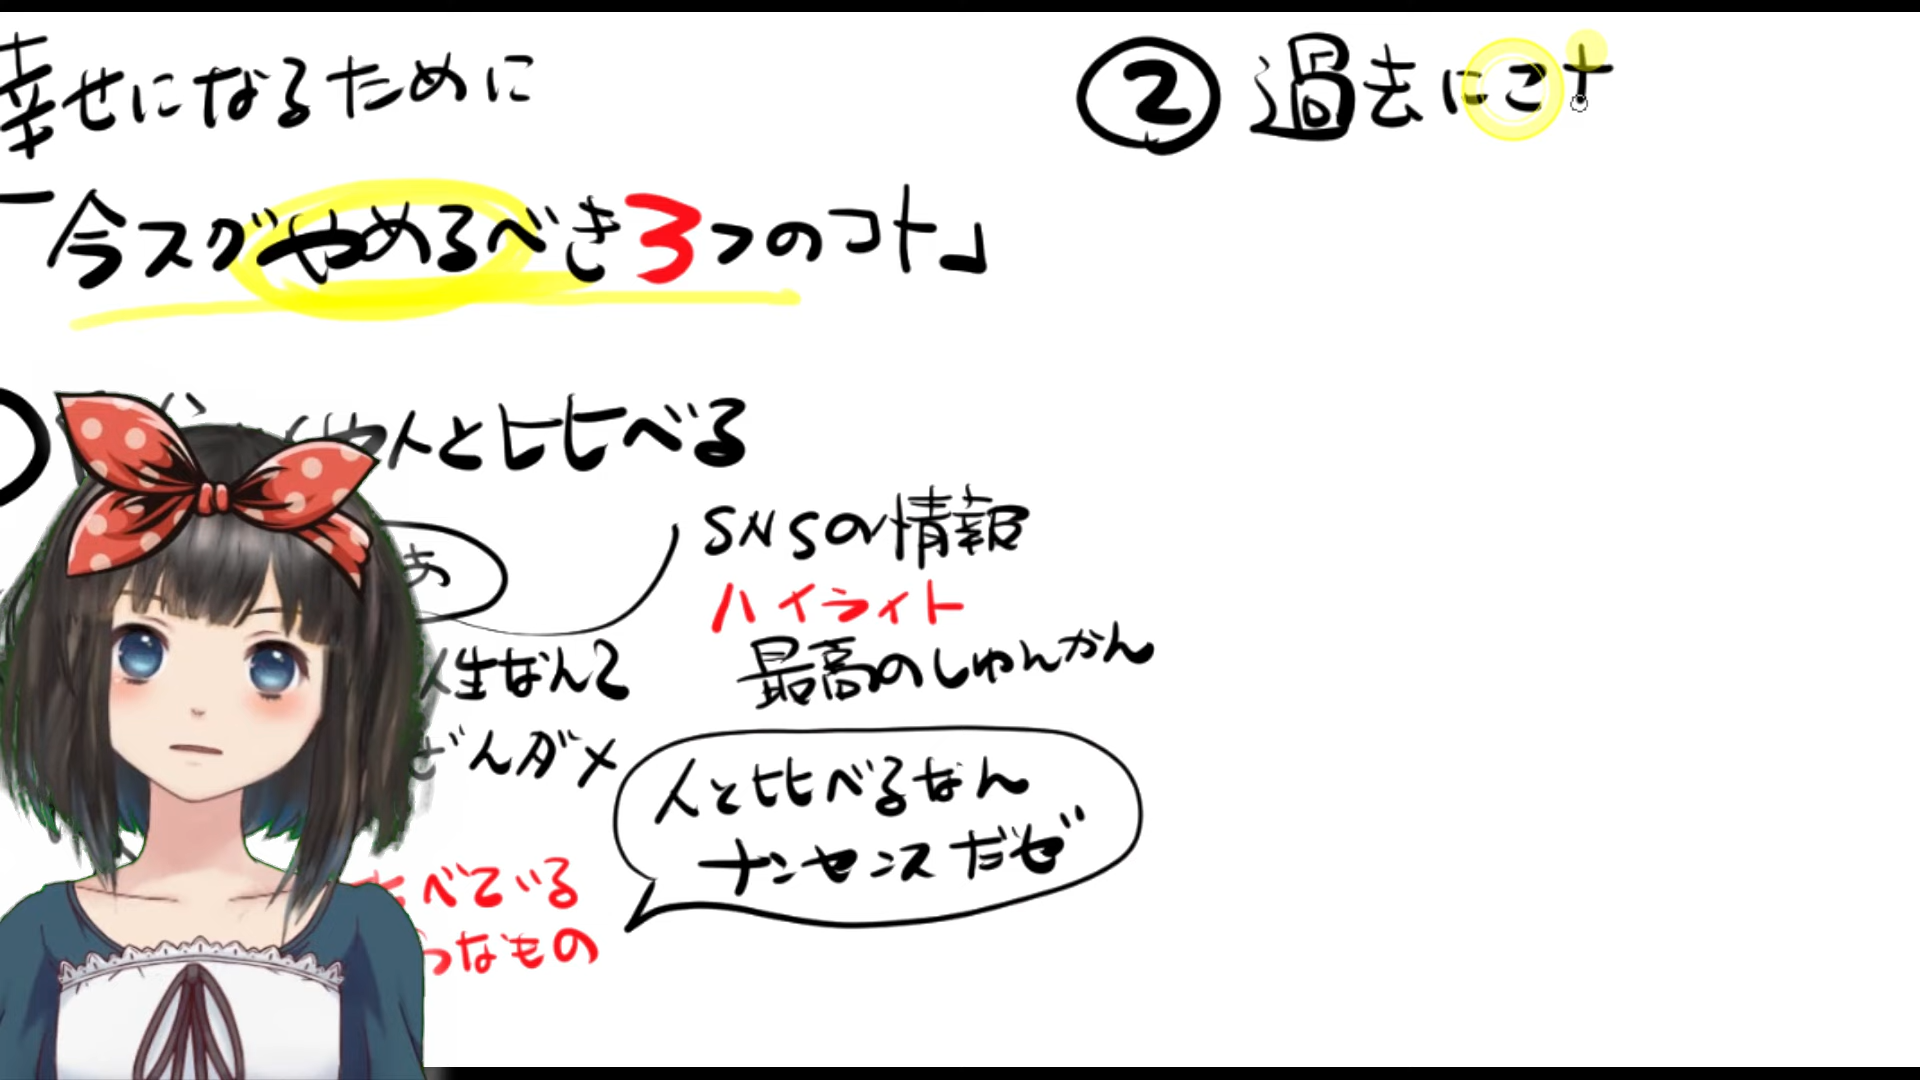 幸せになるために
「今スグやめるべき3つのコト」
人と比べる
SNSの情報
ハイライト
最高のしゅんかん
人生なんて
ぜんダメ
人と比べるなん
ナンセンスだぜ
べている
なもの
② 過去にこ